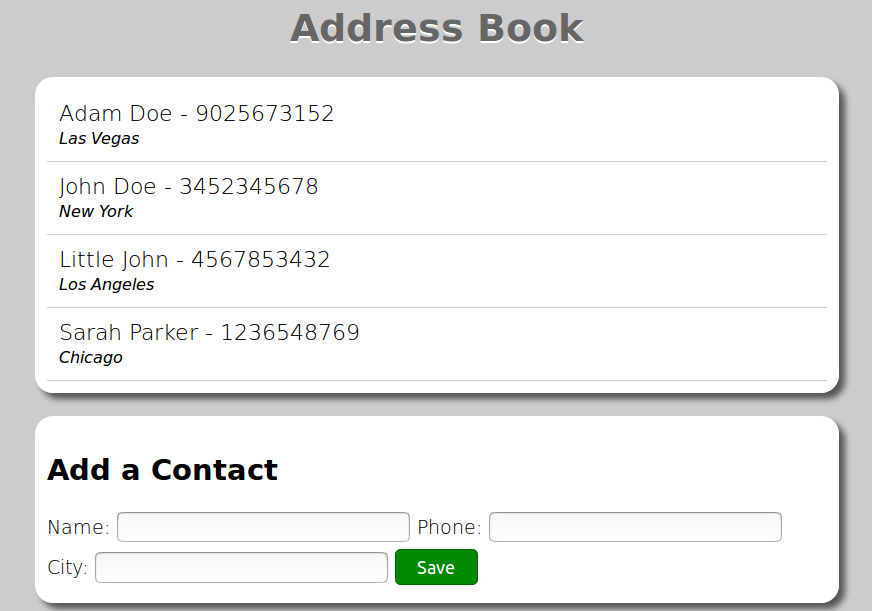 Address Book
Adam Doe - 9025673152
Las Vegas
John Doe - 3452345678
New York
Little John - 4567853432
Los Angeles
Sarah Parker - 1236548769
Chicago
Add a Contact
Name: Phone:
City: Save